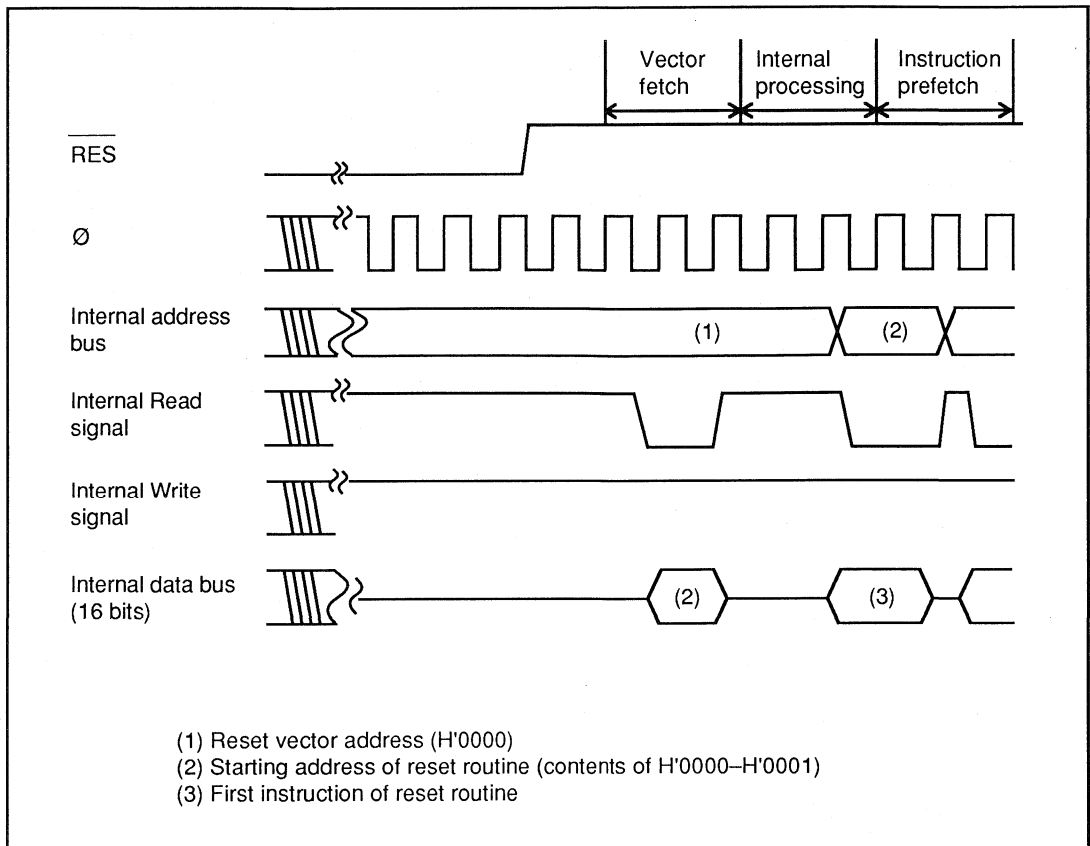 Vector fetch
Internal processing
Instruction prefetch
RES
Ø
Internal address bus
(1)
(2)
Internal Read signal
Internal Write signal
Internal data bus (16 bits)
(2)
(3)
(1) Reset vector address (H'0000)
(2) Starting address of reset routine (contents of H'0000–H'0001)
(3) First instruction of reset routine